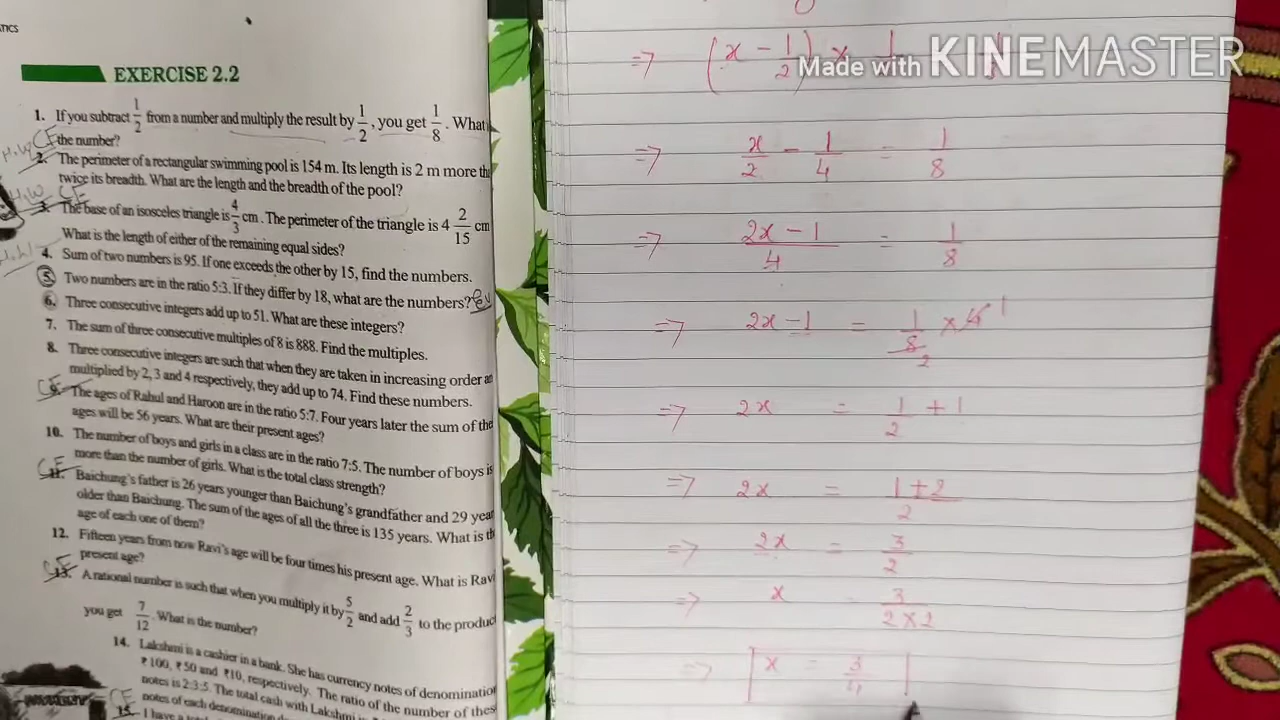 TICS
EXERCISE 2.2
1. If you subtract 1/2 from a number and multiply the result by 1/2, you get 1/8. What
the number?
2. The perimeter of a rectangular swimming pool is 154 m. Its length is 2 m more th
twice its breadth. What are the length and the breadth of the pool?
3. The base of an isosceles triangle is 4/3 cm. The perimeter of the triangle is 4 2/15 cm
What is the length of either of the remaining equal sides?
4. Sum of two numbers is 95. If one exceeds the other by 15, find the numbers.
5. Two numbers are in the ratio 5:3. If they differ by 18, what are the numbers?
6. Three consecutive integers add up to 51. What are these integers?
7. The sum of three consecutive multiples of 8 is 888. Find the multiples.
8. Three consecutive integers are such that when they are taken in increasing order a
multiplied by 2, 3 and 4 respectively, they add up to 74. Find these numbers.
9. The ages of Rahul and Haroon are in the ratio 5:7. Four years later the sum of the
ages will be 56 years. What are their present ages?
10. The number of boys and girls in a class are in the ratio 7:5. The number of boys is
more than the number of girls. What is the total class strength?
11. Baichung's father is 26 years younger than Baichung's grandfather and 29 year
older than Baichung. The sum of the ages of all the three is 135 years. What is th
age of each one of them?
12. Fifteen years from now Ravi's age will be four times his present age. What is Ravi
present age?
13. A rational number is such that when you multiply it by 5/2 and add 2/3 to the product
you get 7/12. What is the number?
14. Lakshmi is a cashier in a bank. She has currency notes of denomination
₹100, ₹50 and ₹10, respectively. The ratio of the number of thes
notes is 2:3:5. The total cash with Lakshmi is
notes of each denomination
15. I have a
Made with KINEMASTER
=> (x - 1/2) x 1
=> x/2 - 1/4 = 1/8
=> 2x - 1/4 = 1/8
=> 2x - 1 = 1/8 x 4 1
2
=> 2x = 1/2 + 1
=> 2x = 1+2/2
=> 2x = 3/2
=> x = 3/2x2
=> x = 3/4